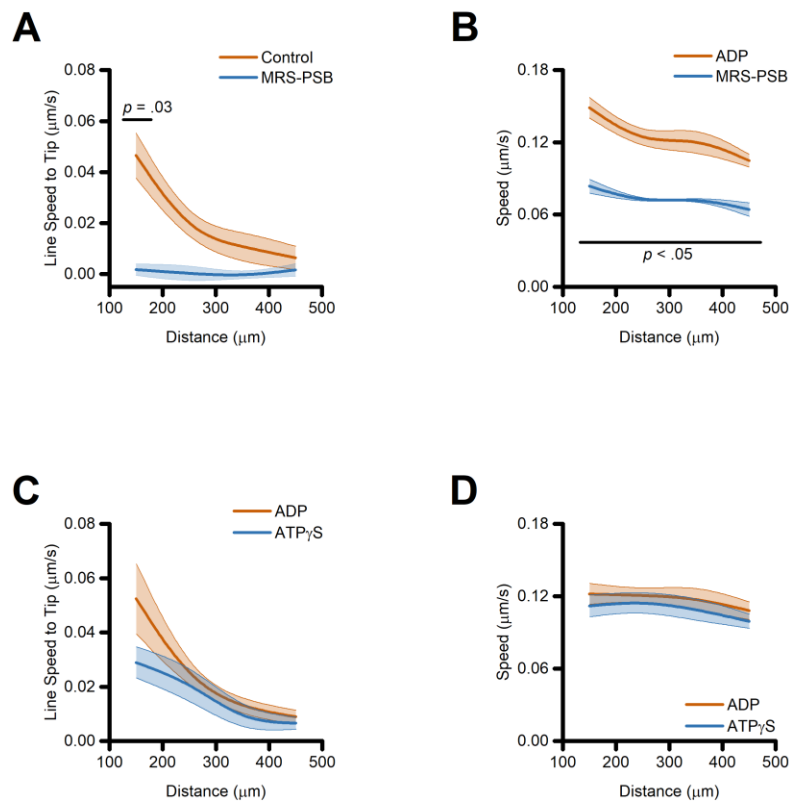 A
Control
MRS-PSB
0.08
p = .03
0.06
0.04
0.02
0.00
Line Speed to Tip (μm/s)
100 200 300 400 500
Distance (μm)
B
ADP
MRS-PSB
0.18
0.12
0.06
0.00
Speed (μm/s)
p < .05
100 200 300 400 500
Distance (μm)
C
ADP
ATPγS
0.08
0.06
0.04
0.02
0.00
Line Speed to Tip (μm/s)
100 200 300 400 500
Distance (μm)
D
0.18
0.12
0.06
0.00
Speed (μm/s)
ADP
ATPγS
100 200 300 400 500
Distance (μm)